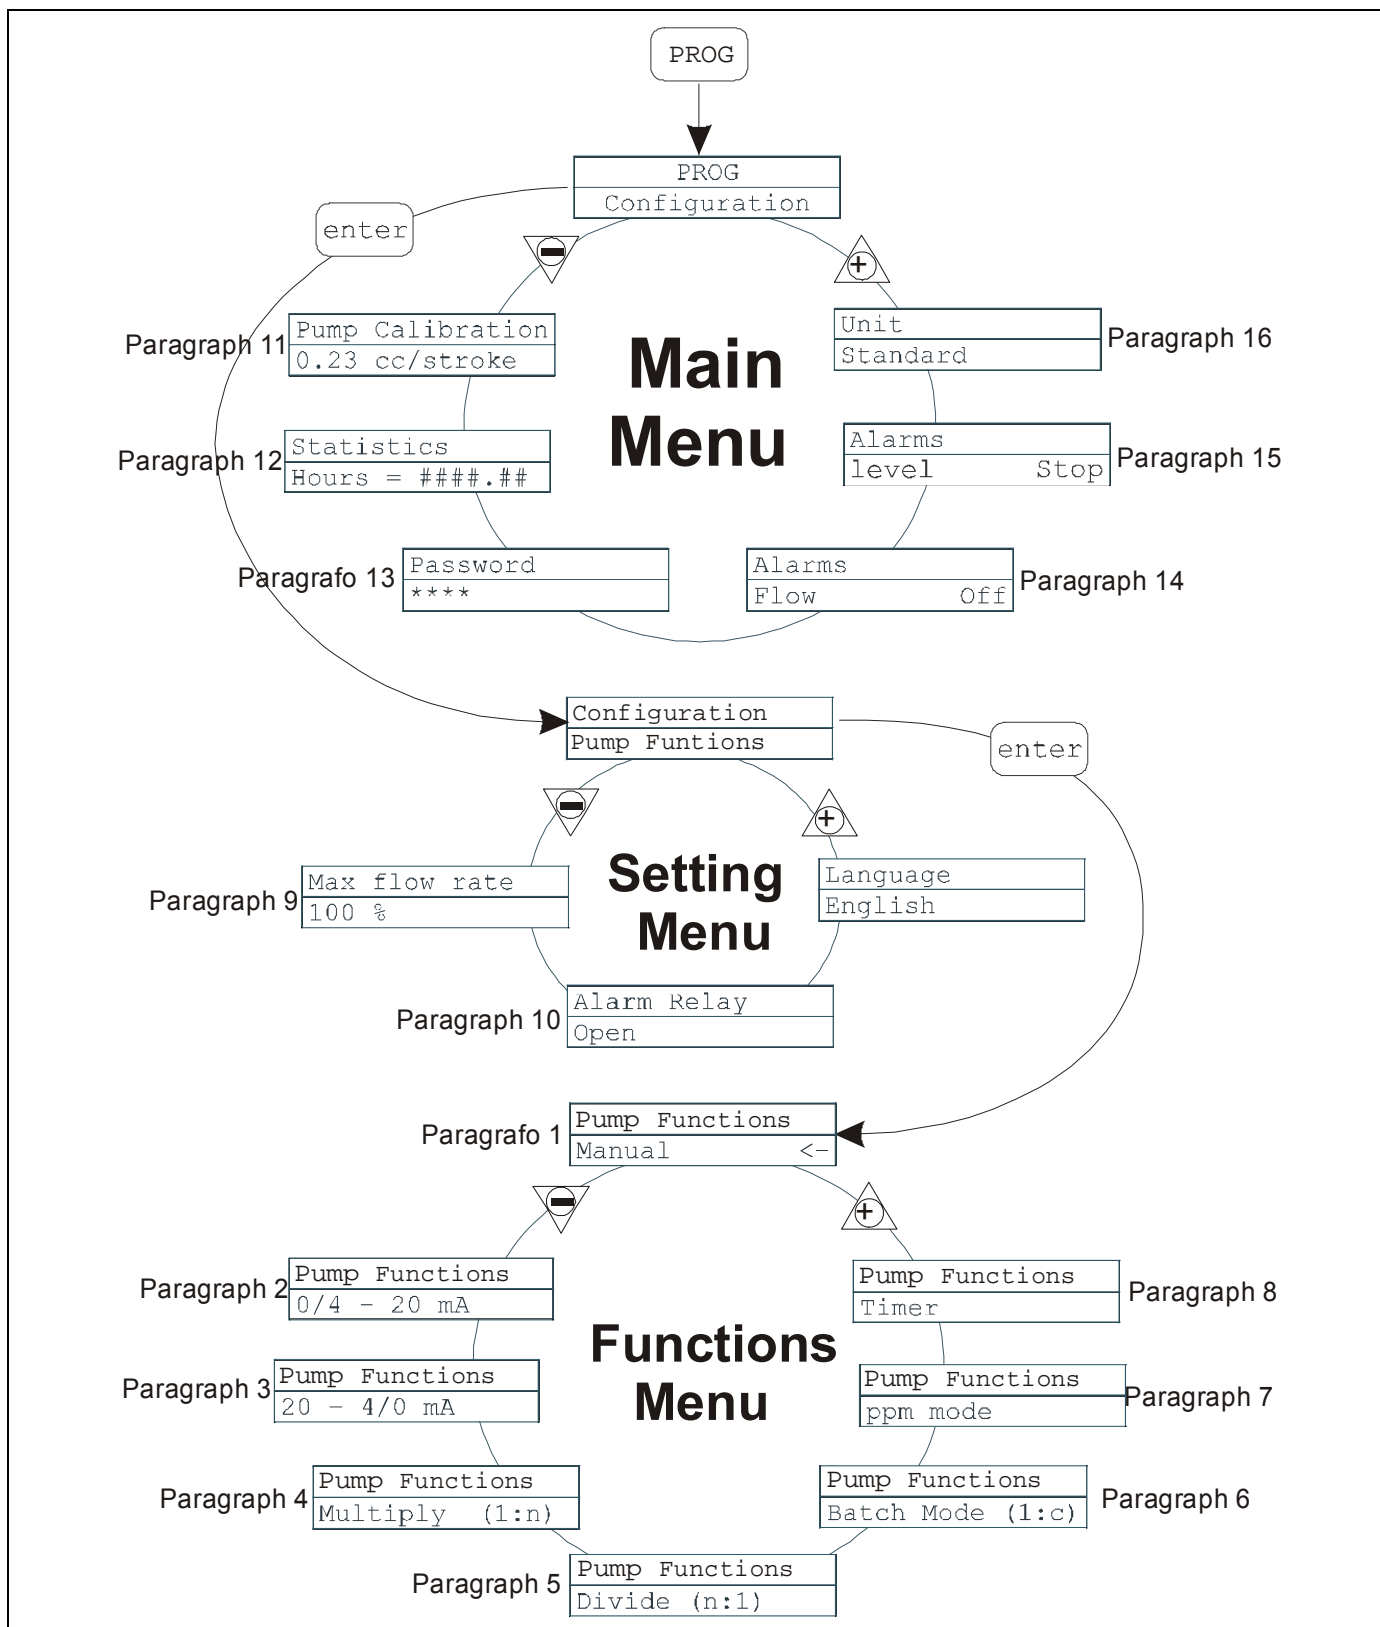 PROG
PROG
Configuration
enter
Pump Calibration
0.23 cc/stroke
Paragraph 11
+
Unit
Standard
Paragraph 16
Main
Menu
Statistics
Hours = ####.##
Paragraph 12
Alarms
level Stop
Paragraph 15
Password
****
Paragrafo 13
Alarms
Flow Off
Paragraph 14
Configuration
Pump Funtions
enter
+
Setting
Menu
Max flow rate
100 %
Paragraph 9
Language
English
Alarm Relay
Open
Paragraph 10
Pump Functions
Manual <-
Paragrafo 1
+
Pump Functions
0/4 - 20 mA
Paragraph 2
Pump Functions
Timer
Paragraph 8
Functions
Menu
Pump Functions
20 - 4/0 mA
Paragraph 3
Pump Functions
ppm mode
Paragraph 7
Pump Functions
Multiply (1:n)
Paragraph 4
Pump Functions
Batch Mode (1:c)
Paragraph 6
Pump Functions
Divide (n:1)
Paragraph 5